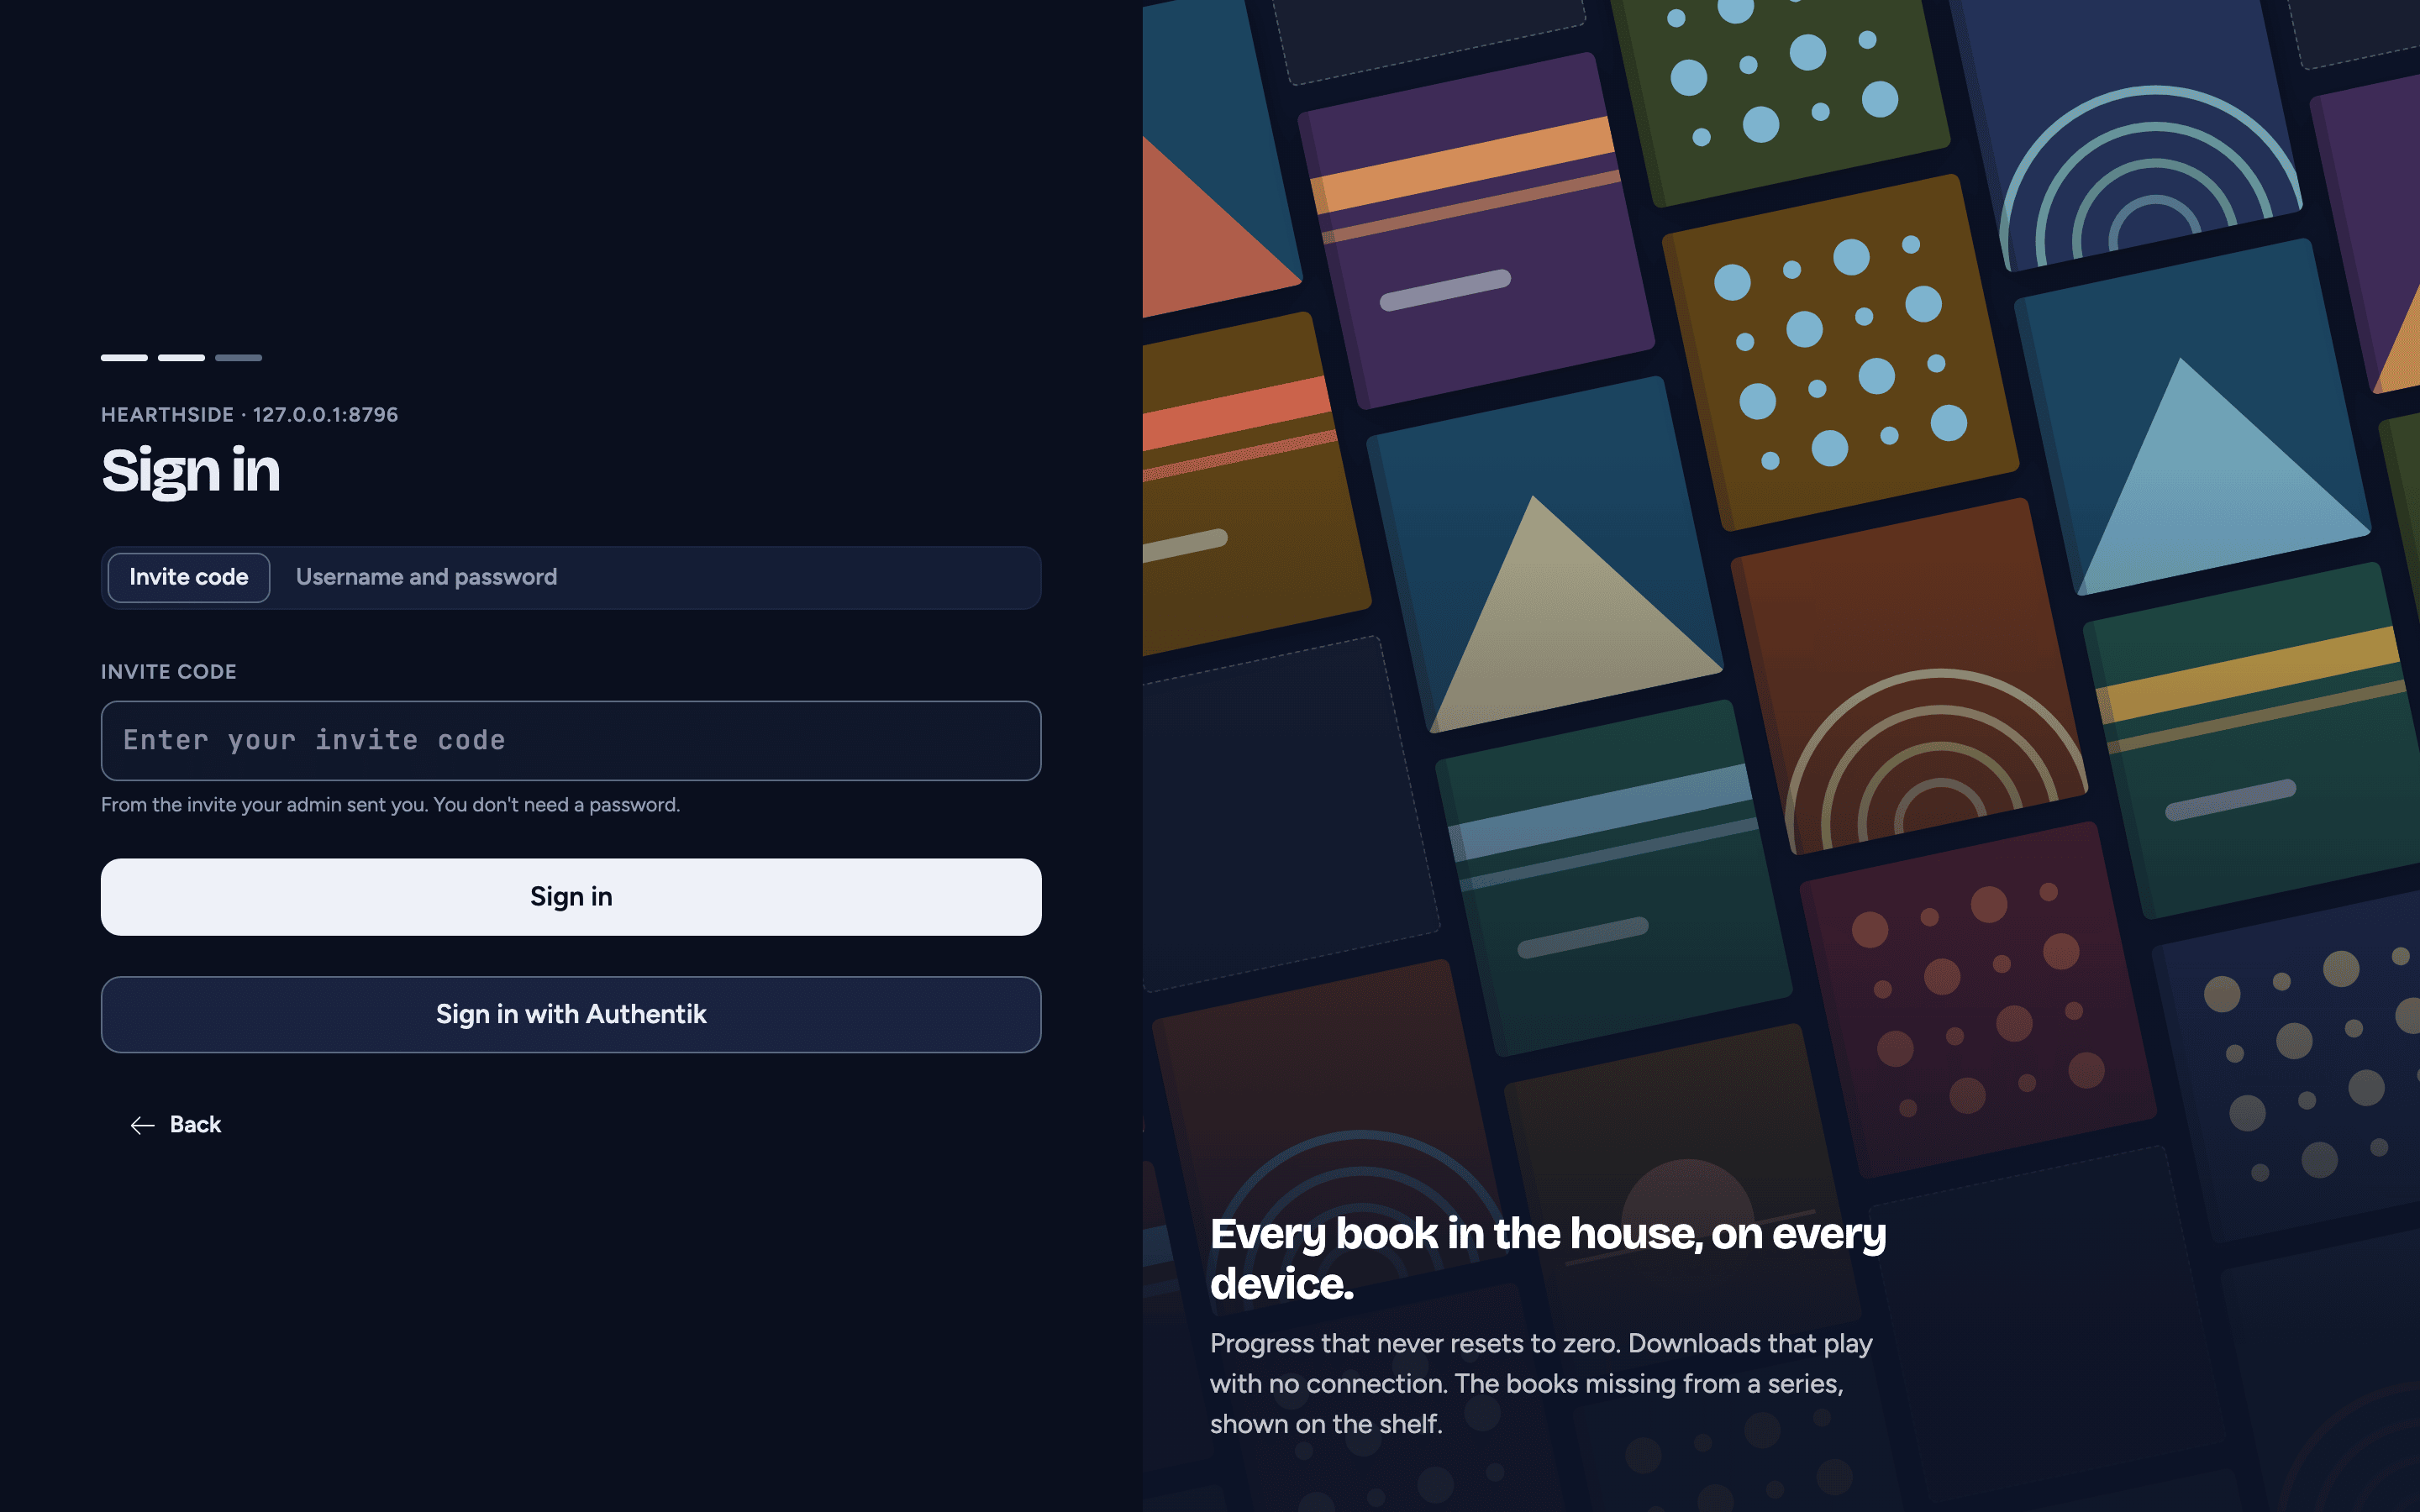 HEARTHSIDE · 127.0.0.1:8796
Sign in
Invite code
Username and password
INVITE CODE
Enter your invite code
From the invite your admin sent you. You don't need a password.
Sign in
Sign in with Authentik
← Back
Every book in the house, on every
device.
Progress that never resets to zero. Downloads that play
with no connection. The books missing from a series,
shown on the shelf.